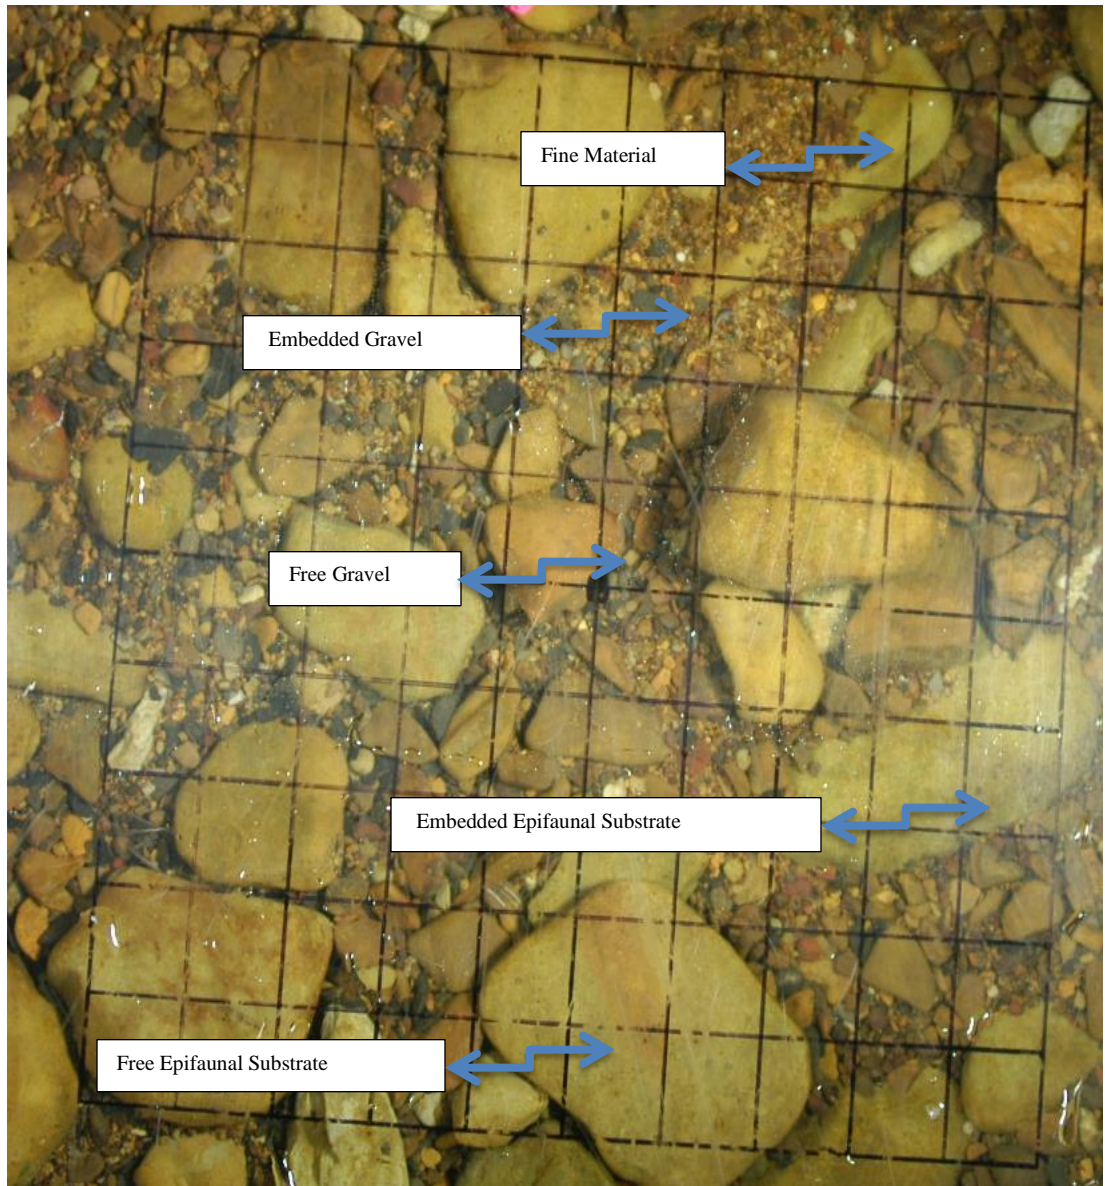 Fine Material
Embedded Gravel
Free Gravel
Embedded Epifaunal Substrate
Free Epifaunal Substrate